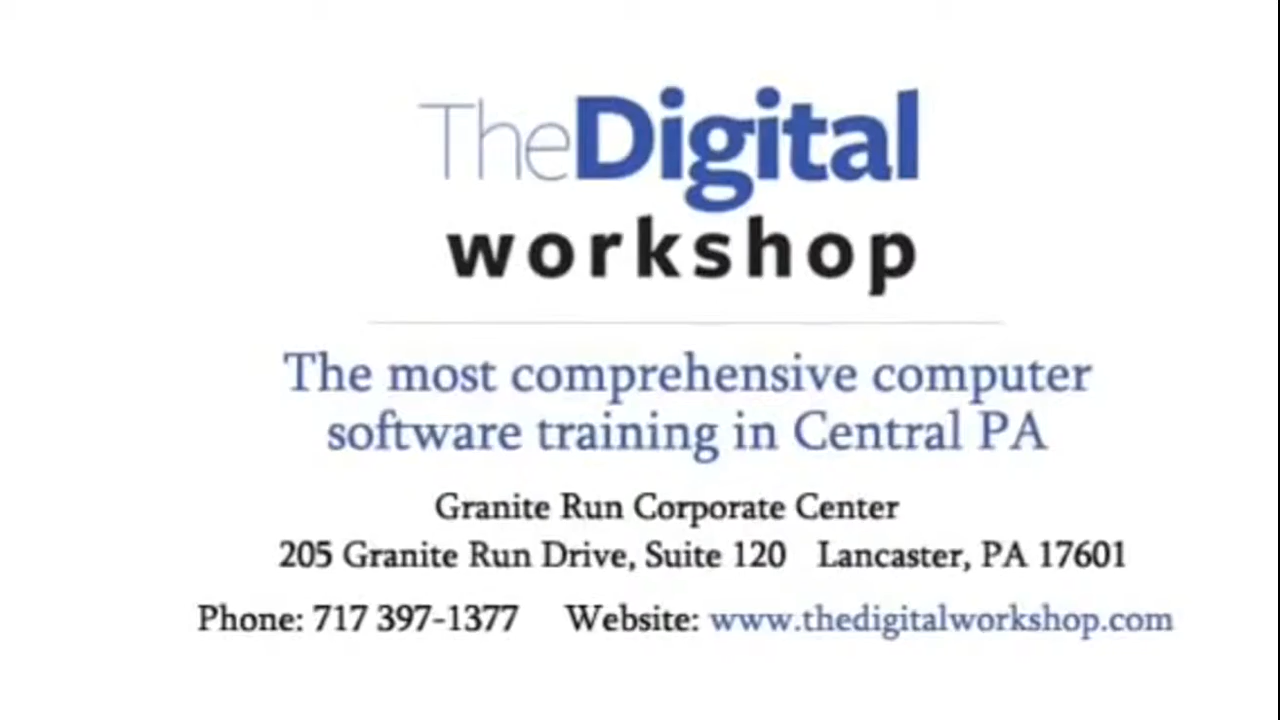 TheDigital
workshop
The most comprehensive computer
software training in Central PA
Granite Run Corporate Center
205 Granite Run Drive, Suite 120 Lancaster, PA 17601
Phone: 717 397-1377 Website: www.thedigitalworkshop.com